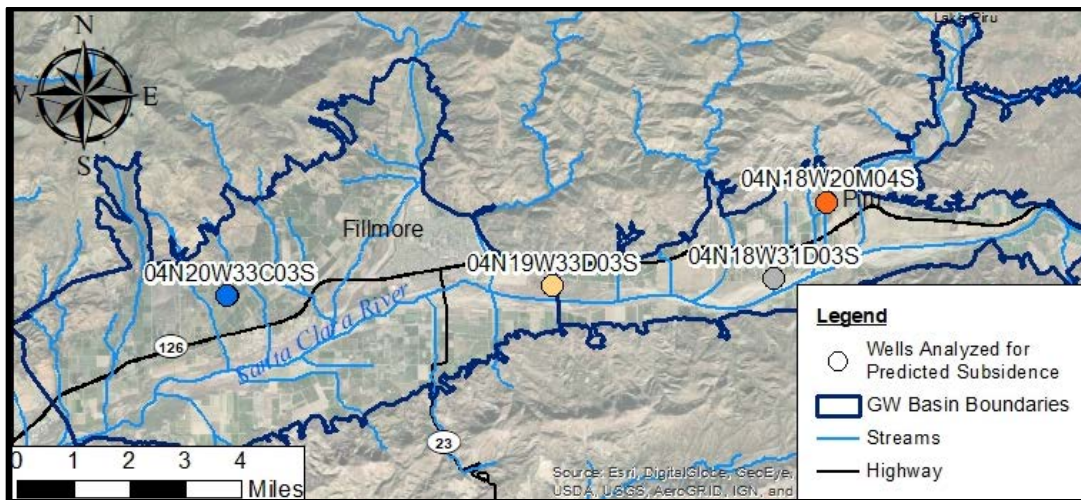 Lake Piru
N
E
S
04N18W20M04S
Piru
Fillmore
04N20W33C03S
04N19W33D03S
04N18W31D03S
Santa Clara River
126
23
Legend
Wells Analyzed for
Predicted Subsidence
GW Basin Boundaries
Streams
Highway
0 1 2 3 4
Miles
Source: Esri, DigitalGlobe, GeoEye,
USDA, USGS, AeroGRID, IGN, and